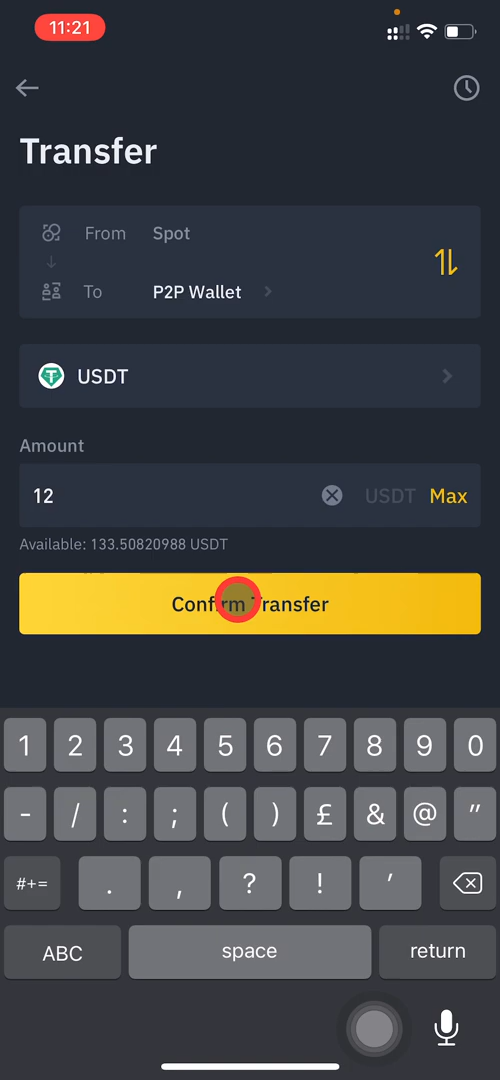 11:21
Transfer
From Spot
To P2P Wallet
USDT
Amount
12 USDT Max
Available: 133.50820988 USDT
Confirm Transfer
1 2 3 4 5 6 7 8 9 0
- / : ; ( ) £ & @ "
#+= . , ? ! '
ABC space return